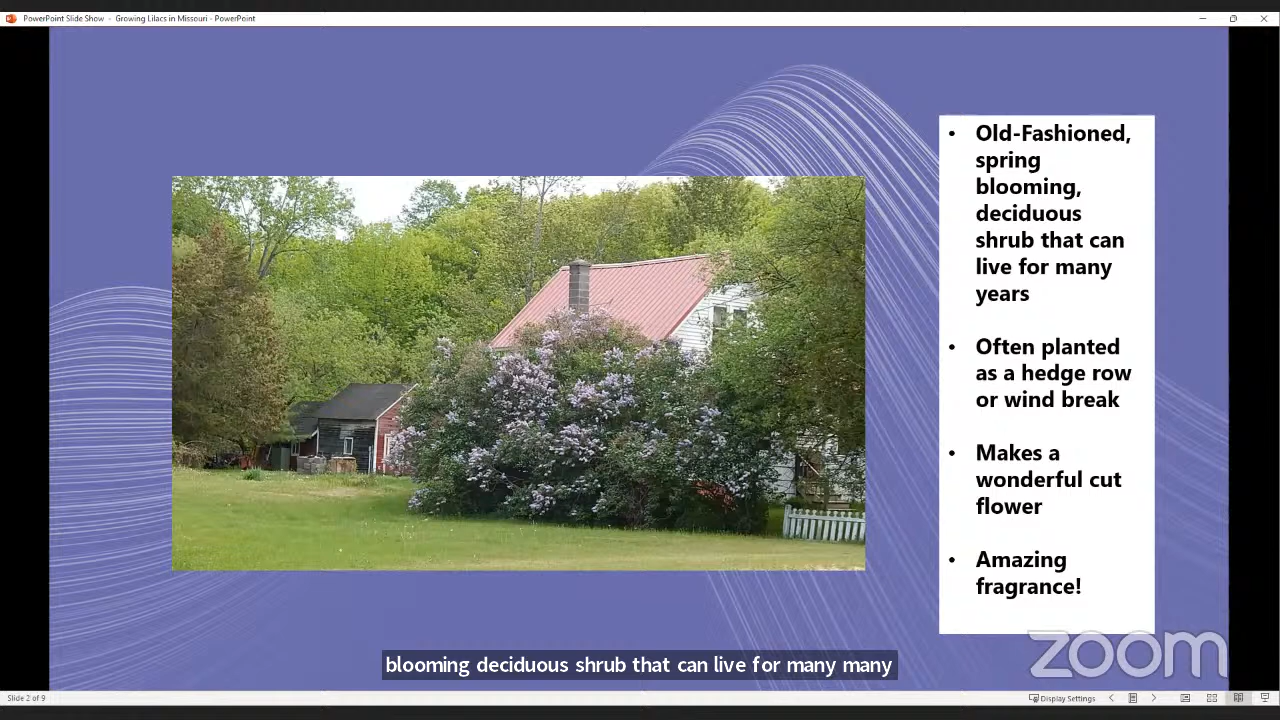 PowerPoint Slide Show - Growing Lilacs in Missouri - PowerPoint
• Old-Fashioned,
spring
blooming,
deciduous
shrub that can
live for many
years
• Often planted
as a hedge row
or wind break
• Makes a
wonderful cut
flower
• Amazing
fragrance!
zoom
blooming deciduous shrub that can live for many many
Slide 2 of 9
Display Settings